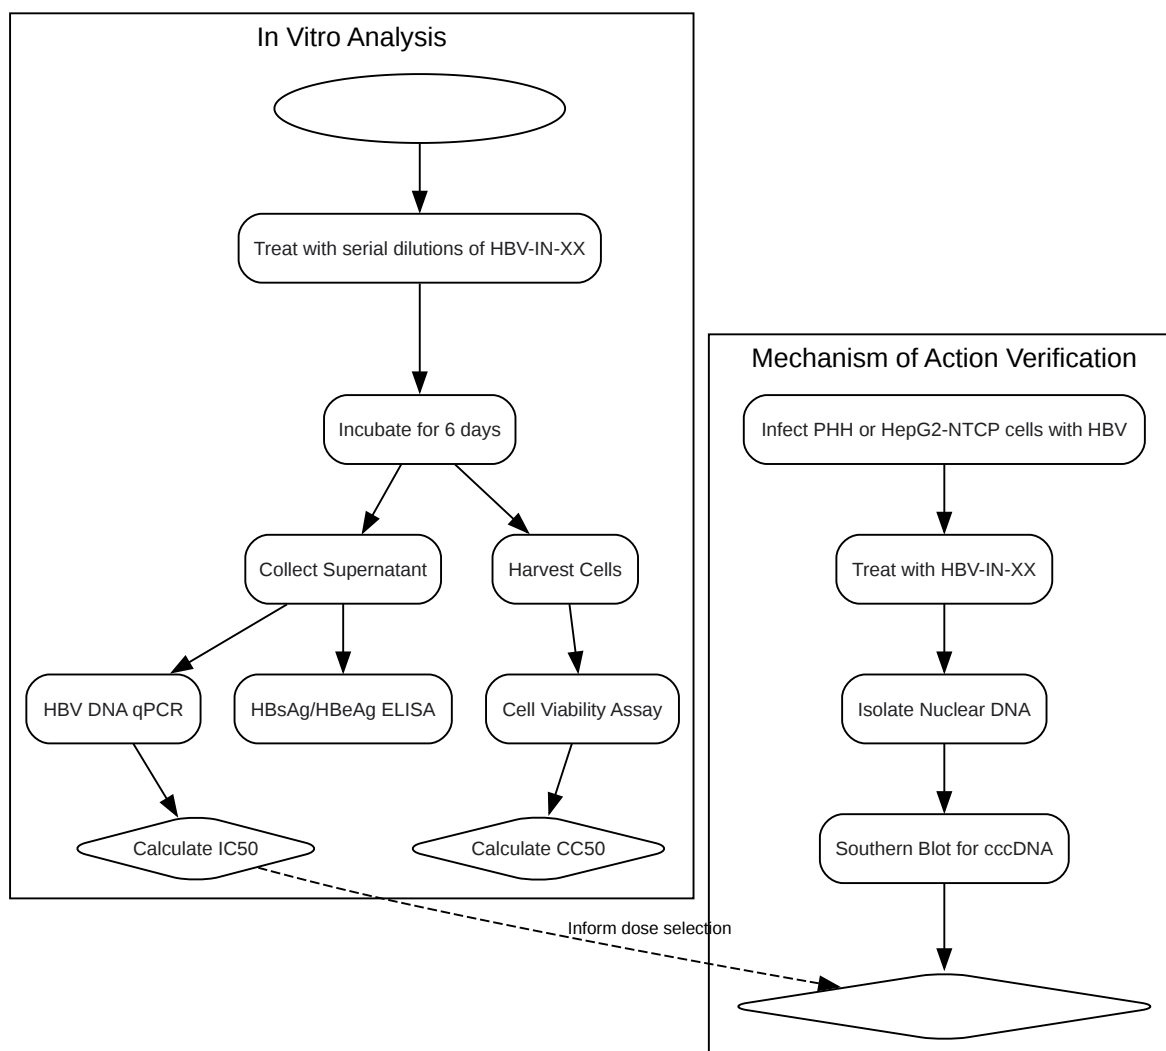 In Vitro Analysis
Treat with serial dilutions of HBV-IN-XX
Incubate for 6 days
Collect Supernatant
Harvest Cells
HBV DNA qPCR
HBsAg/HBeAg ELISA
Cell Viability Assay
Calculate IC50
Calculate CC50
Inform dose selection
Mechanism of Action Verification
Infect PHH or HepG2-NTCP cells with HBV
Treat with HBV-IN-XX
Isolate Nuclear DNA
Southern Blot for cccDNA